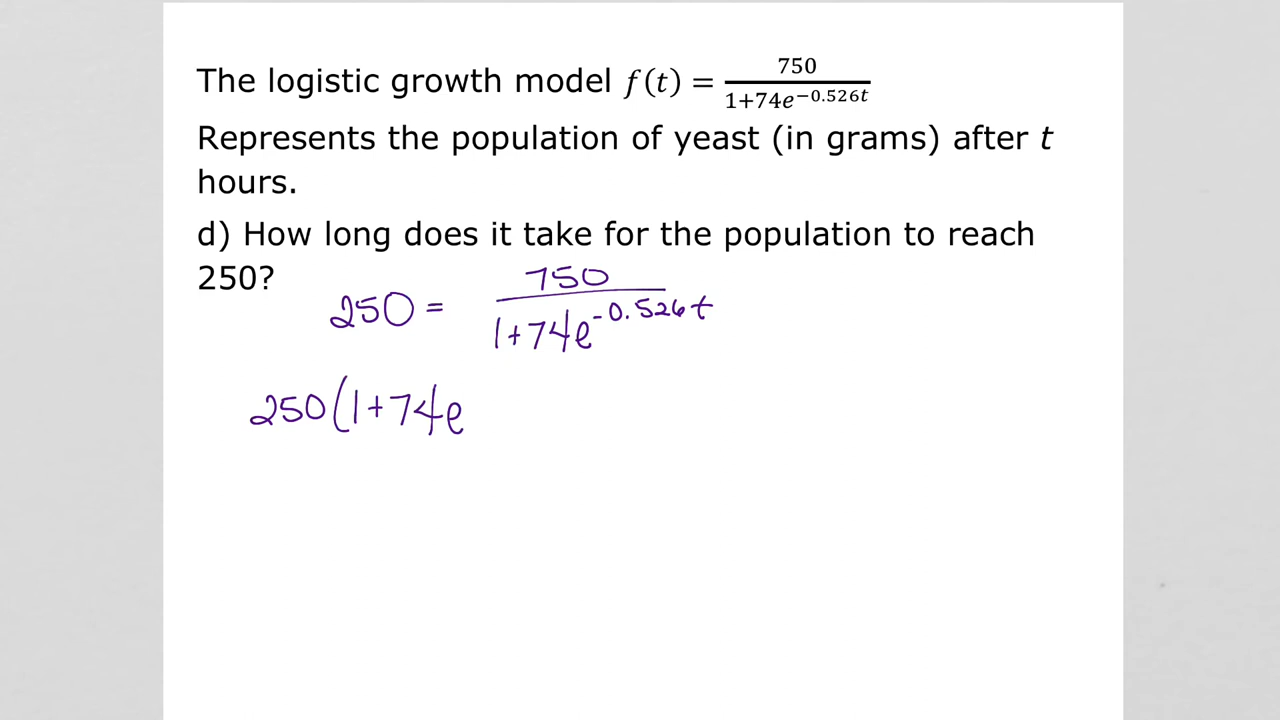 The logistic growth model f(t) = 750/(1+74e^(−0.526t))
Represents the population of yeast (in grams) after t
hours.
d) How long does it take for the population to reach
250?
250 = 750/(1+74e^(-0.526t))
250(1+74e